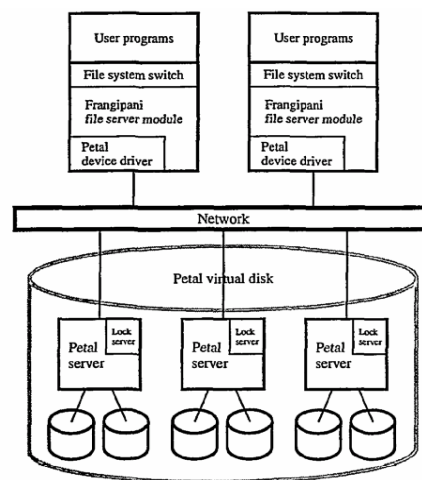 User programs
File system switch
Frangipani
file server module
Petal
device driver
User programs
File system switch
Frangipani
file server module
Petal
device driver
Network
Petal virtual disk
Lock
server
Petal
server
Lock
server
Petal
server
Lock
server
Petal
server